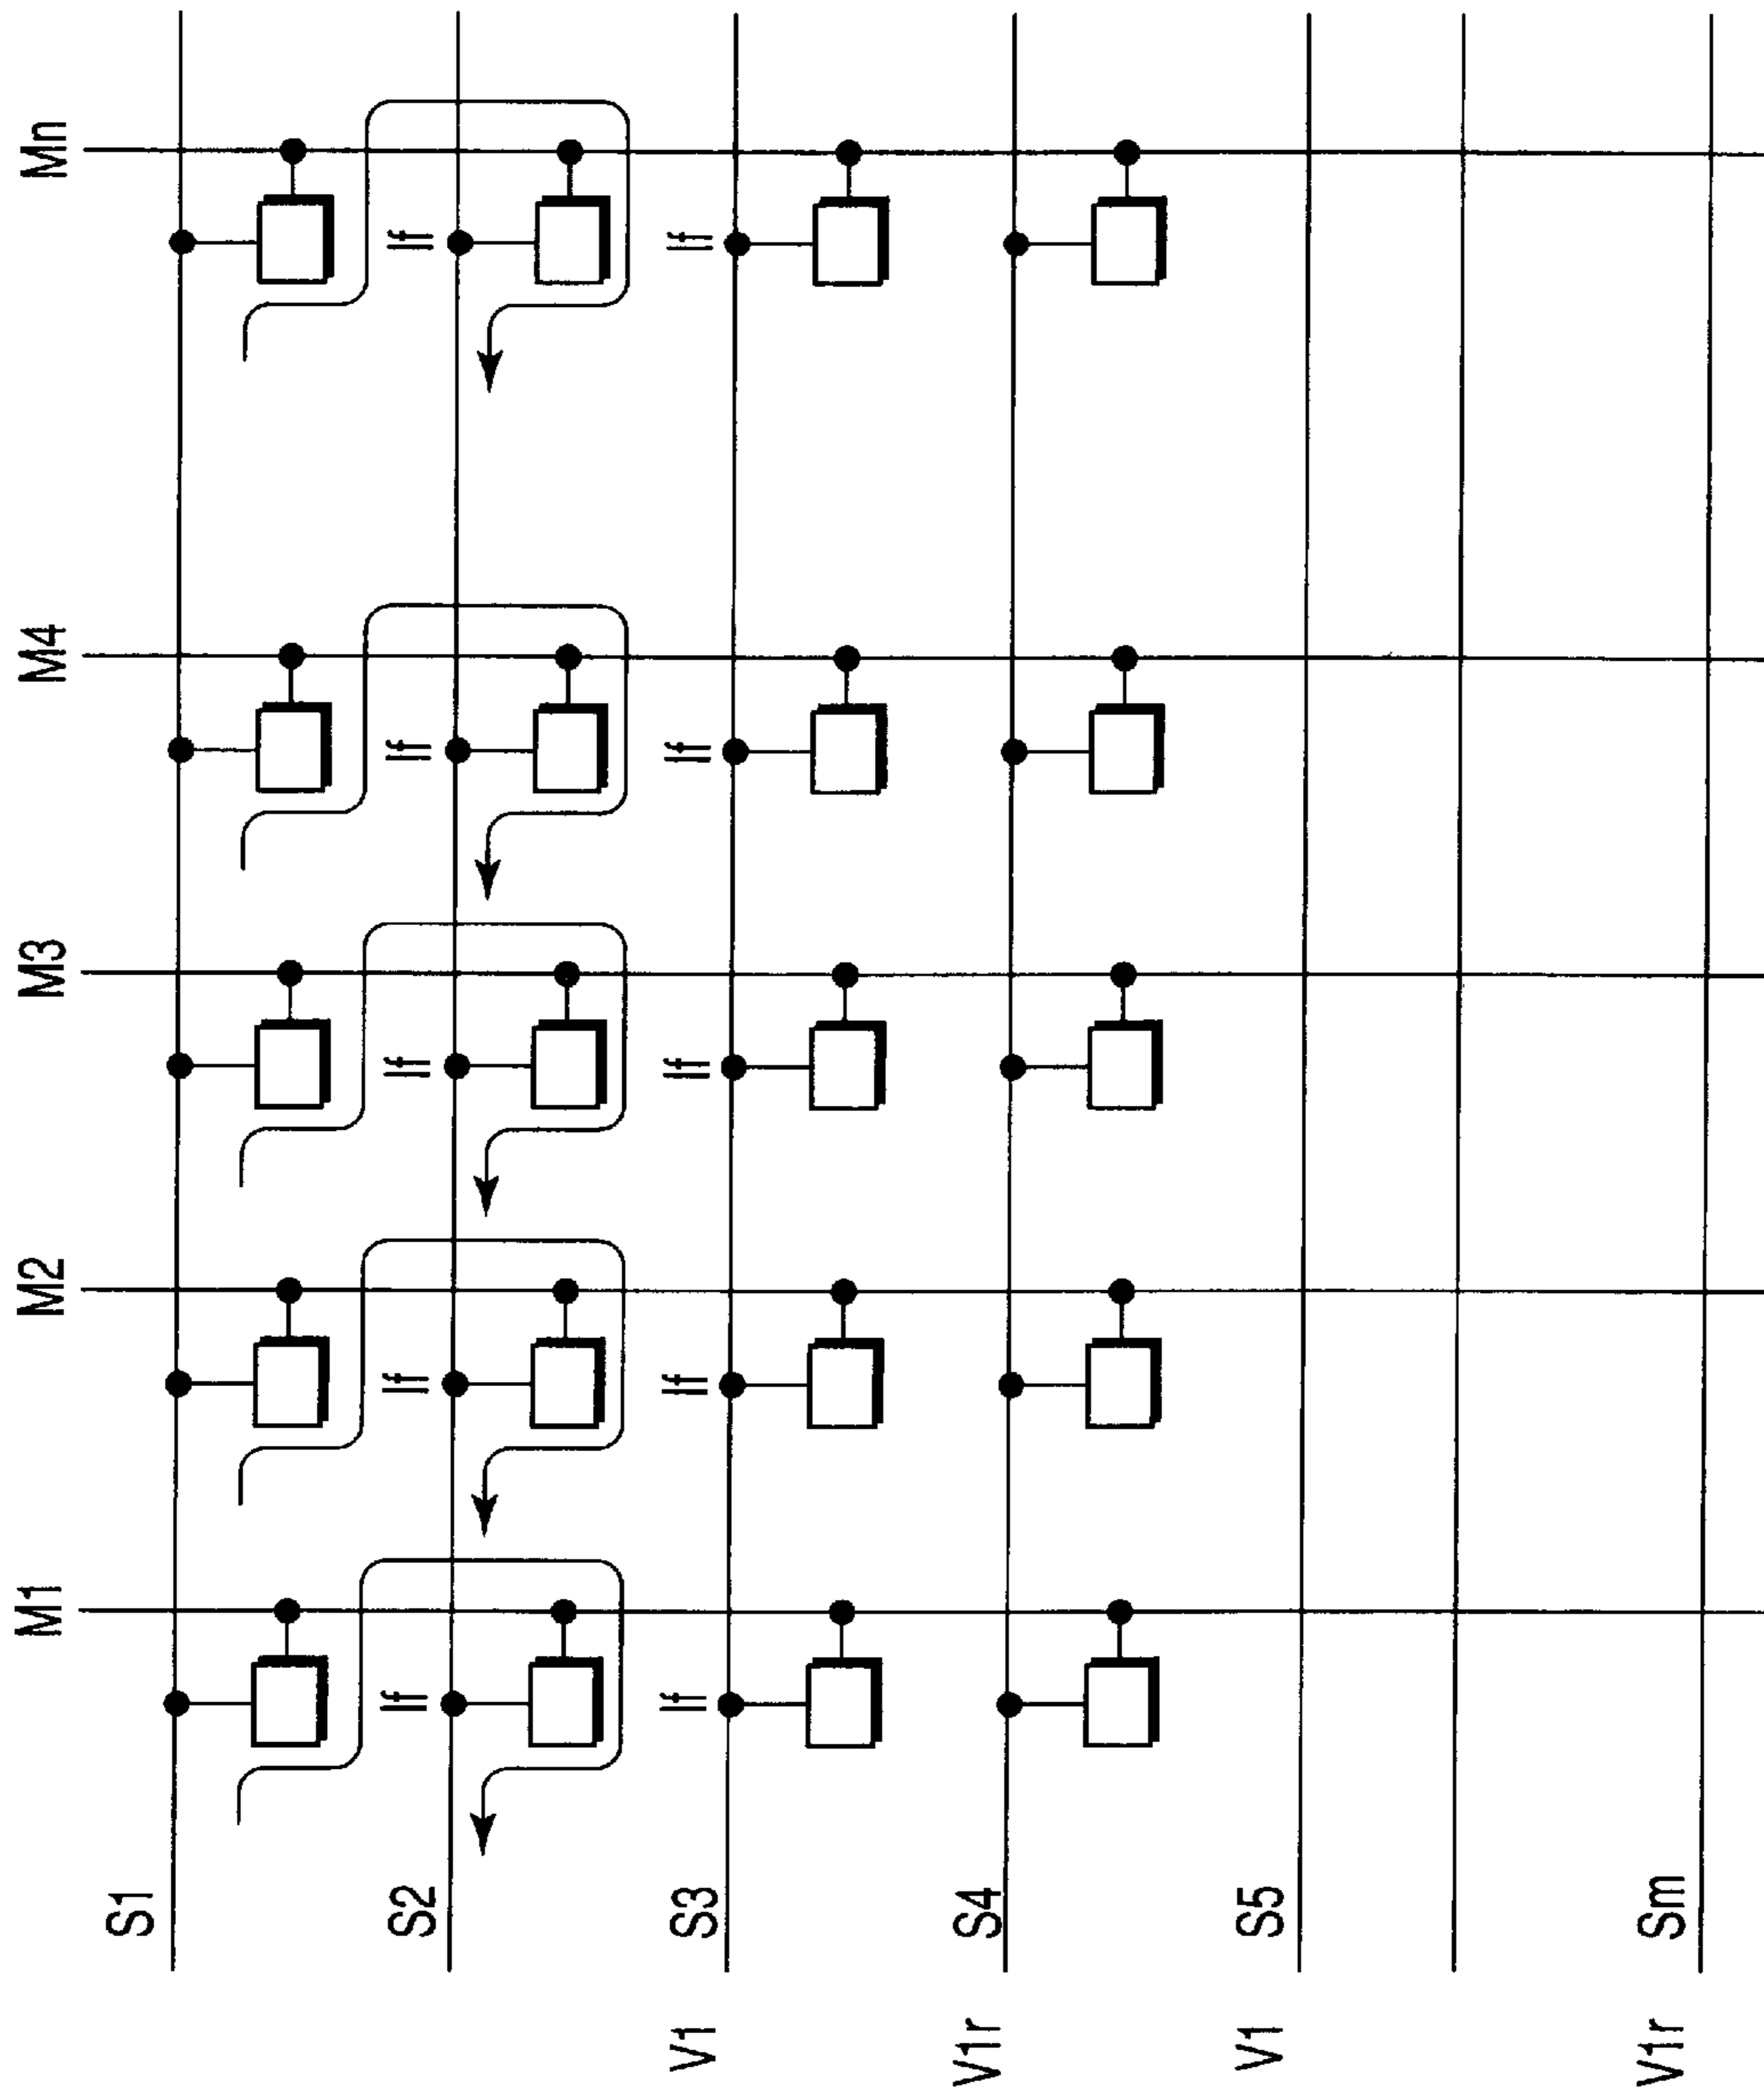 M1 M2 M3 M4 Mn
S1
S2 If If If If If
V1 S3 If If If If If
V1r S4
V1 S5
V1r Sm